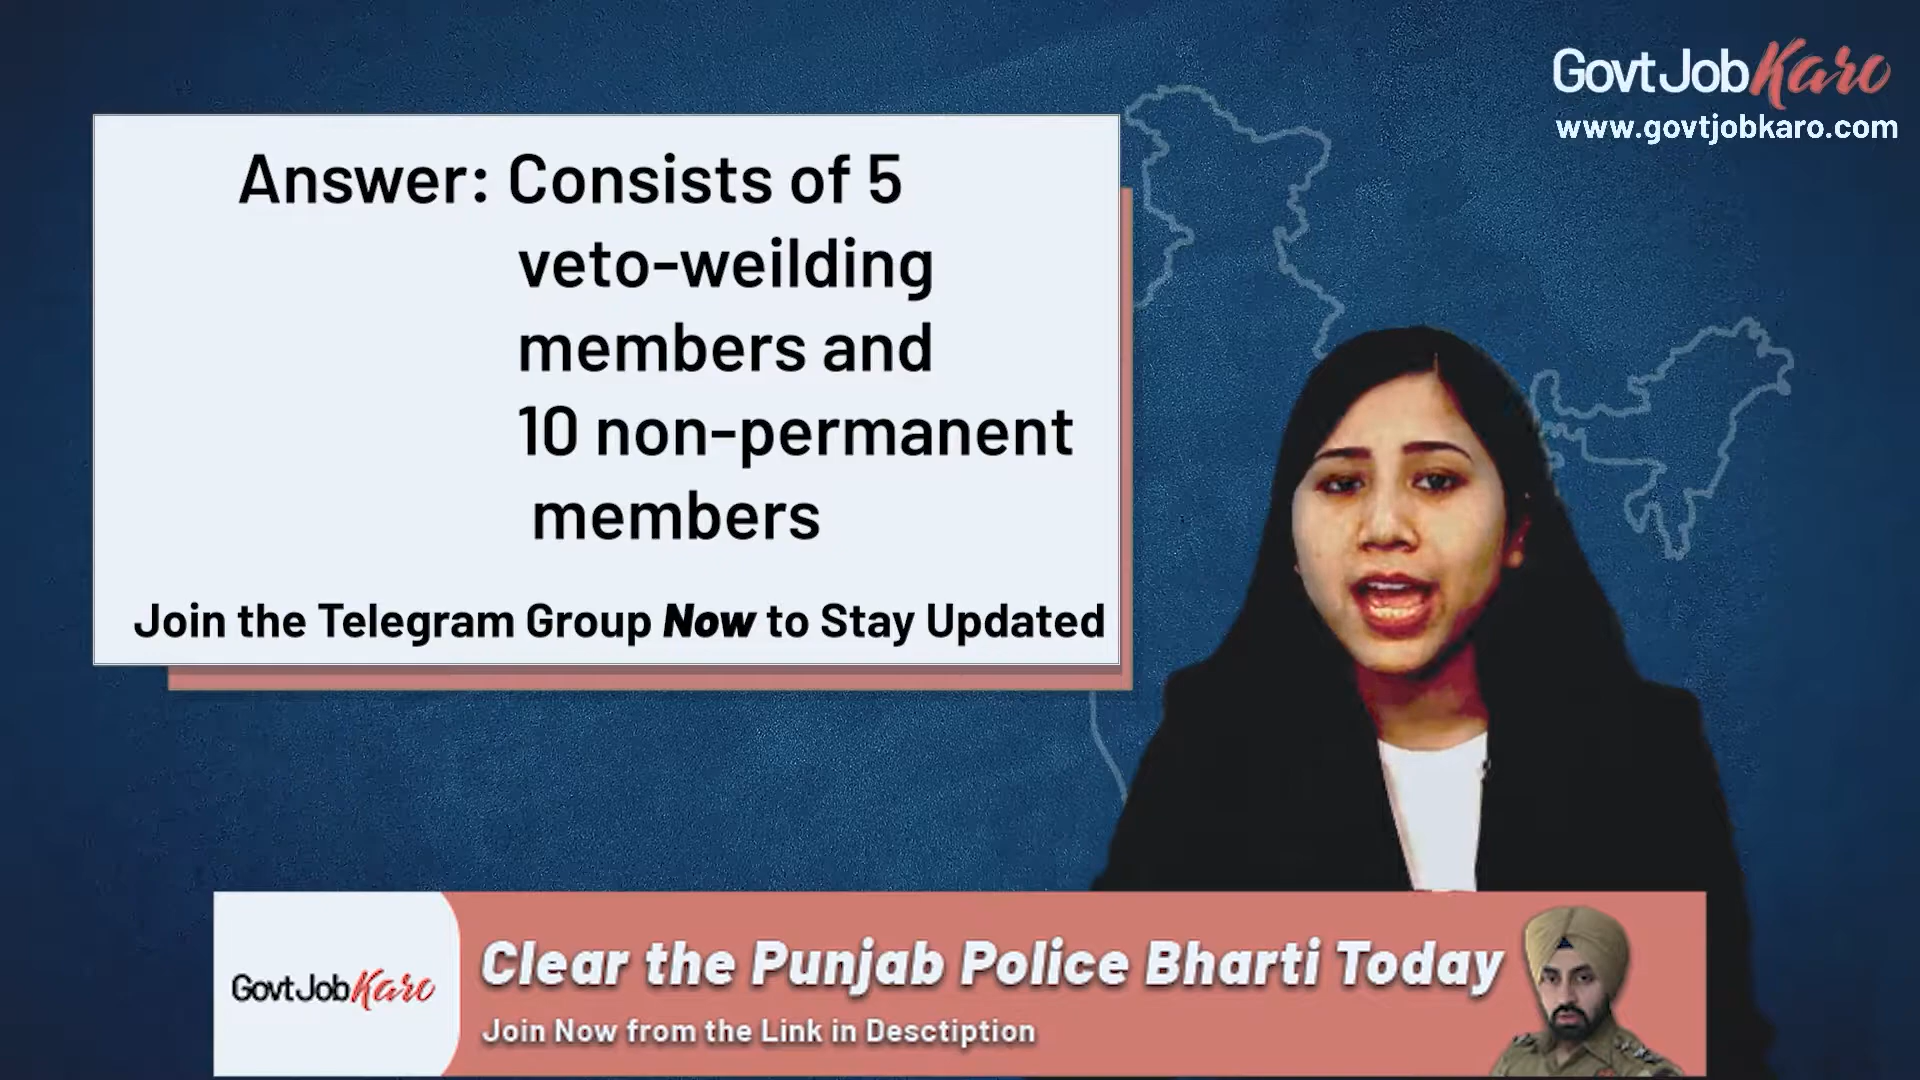 GovtJobKaro
www.govtjobkaro.com
Answer: Consists of 5
veto-weilding
members and
10 non-permanent
members
Join the Telegram Group Now to Stay Updated
GovtJobKaro
Clear the Punjab Police Bharti Today
Join Now from the Link in Desctiption